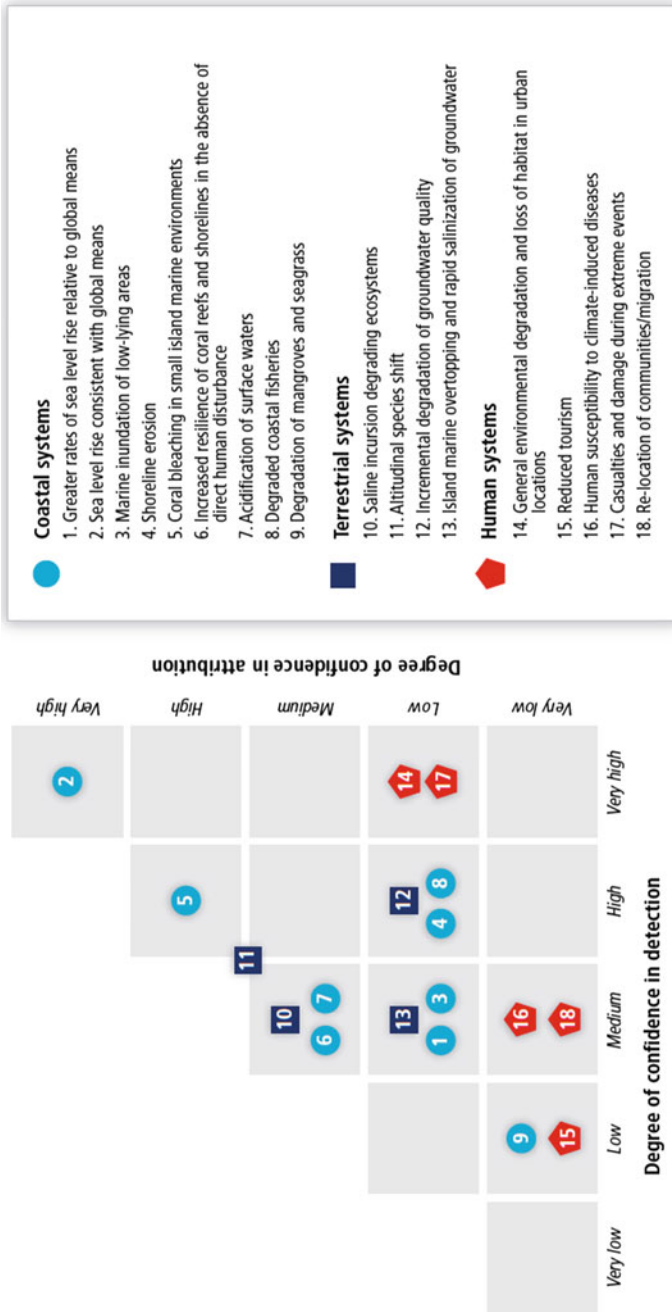 Very high
High
Medium
Low
Very low
Degree of confidence in attribution
2
5
11
10
6 7
12
4 8
13
1 3
14
17
16
18
9
15
Very low
Low
Medium
High
Very high
Degree of confidence in detection
Coastal systems
1. Greater rates of sea level rise relative to global means
2. Sea level rise consistent with global means
3. Marine inundation of low-lying areas
4. Shoreline erosion
5. Coral bleaching in small island marine environments
6. Increased resilience of coral reefs and shorelines in the absence of
direct human disturbance
7. Acidification of surface waters
8. Degraded coastal fisheries
9. Degradation of mangroves and seagrass
Terrestrial systems
10. Saline incursion degrading ecosystems
11. Altitudinal species shift
12. Incremental degradation of groundwater quality
13. Island marine overtopping and rapid salinization of groundwater
Human systems
14. General environmental degradation and loss of habitat in urban
locations
15. Reduced tourism
16. Human susceptibility to climate-induced diseases
17. Casualties and damage during extreme events
18. Re-location of communities/migration